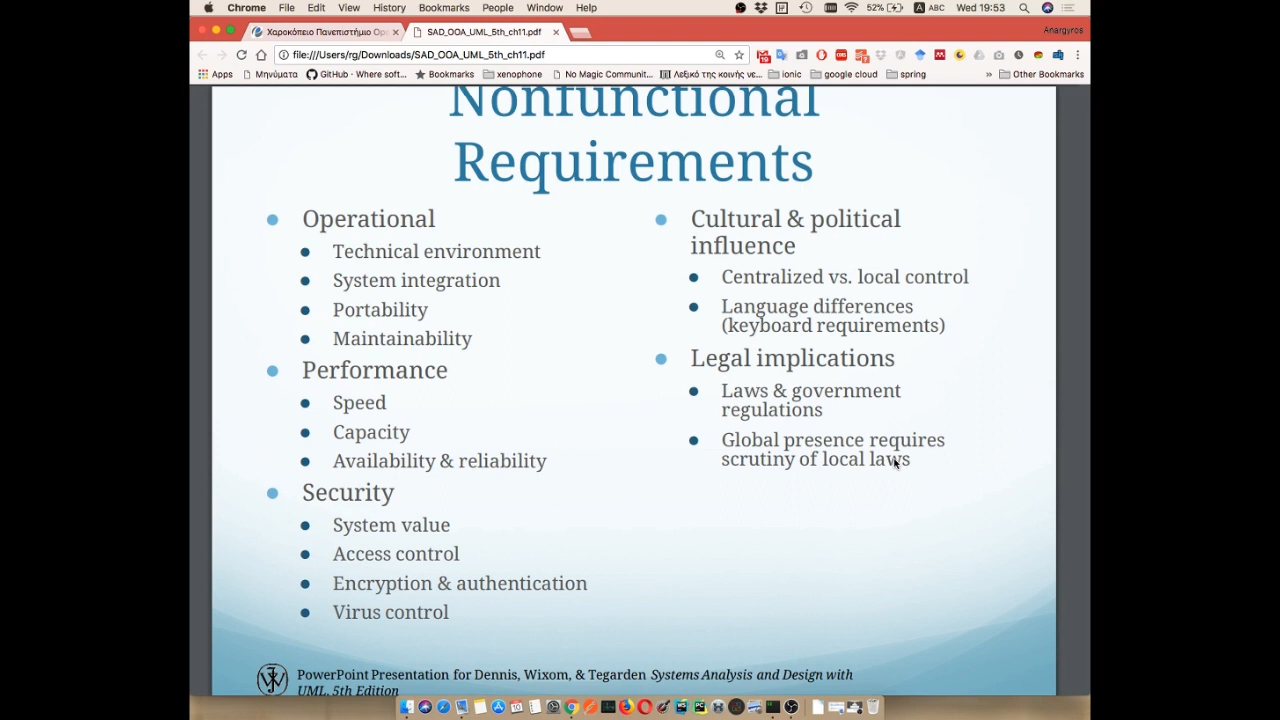 Chrome File Edit View History Bookmarks People Window Help 52% ABC Wed 19:53
Χαροκόπειο Πανεπιστήμιο Op SAD_OOA_UML_5th_ch11.pdf Anargyros
file:///Users/rg/Downloads/SAD_OOA_UML_5th_ch11.pdf
Apps Μηνύματα GitHub · Where soft... Bookmarks xenophone No Magic Communit... Λεξικό της κοινής νε... ionic google cloud spring » Other Bookmarks
Nonfunctional
Requirements
Operational
Technical environment
System integration
Portability
Maintainability
Performance
Speed
Capacity
Availability & reliability
Security
System value
Access control
Encryption & authentication
Virus control
Cultural & political
influence
Centralized vs. local control
Language differences
(keyboard requirements)
Legal implications
Laws & government
regulations
Global presence requires
scrutiny of local laws
PowerPoint Presentation for Dennis, Wixom, & Tegarden Systems Analysis and Design with
UML, 5th Edition